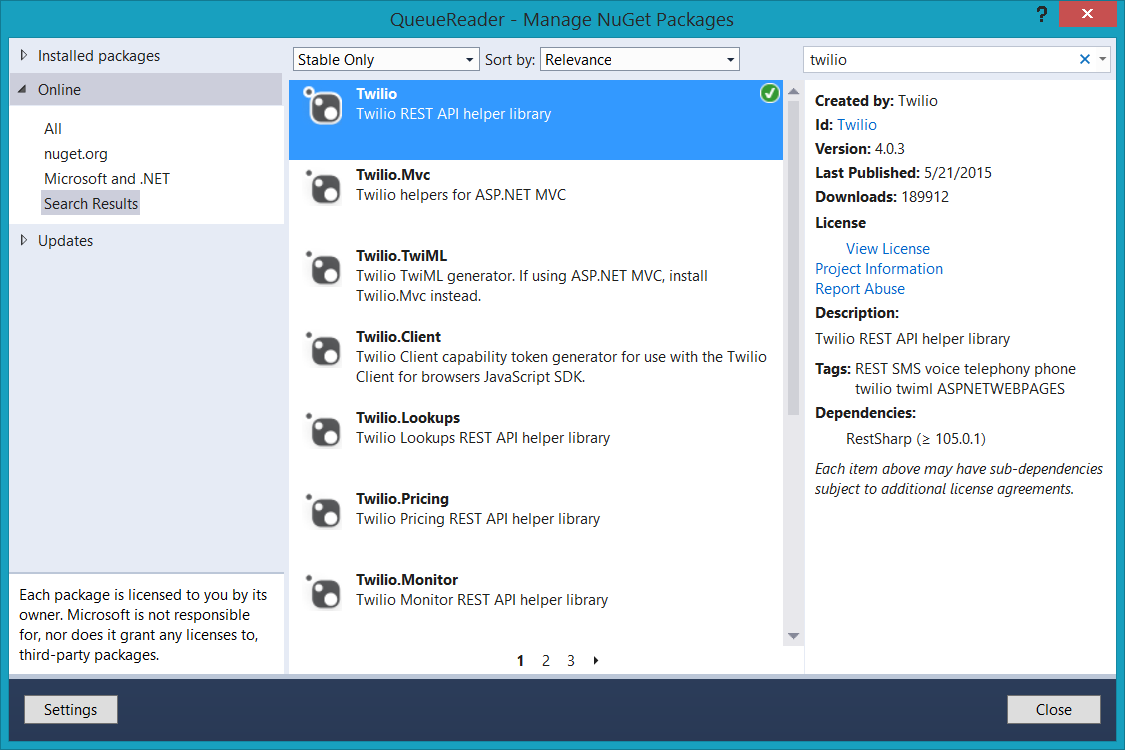 QueueReader - Manage NuGet Packages
?
Installed packages
Online
All
nuget.org
Microsoft and .NET
Search Results
Updates
Each package is licensed to you by its
owner. Microsoft is not responsible
for, nor does it grant any licenses to,
third-party packages.
Stable Only
Sort by:
Relevance
Twilio
Twilio REST API helper library
Twilio.Mvc
Twilio helpers for ASP.NET MVC
Twilio.TwiML
Twilio TwiML generator. If using ASP.NET MVC, install
Twilio.Mvc instead.
Twilio.Client
Twilio Client capability token generator for use with the Twilio
Client for browsers JavaScript SDK.
Twilio.Lookups
Twilio Lookups REST API helper library
Twilio.Pricing
Twilio Pricing REST API helper library
Twilio.Monitor
Twilio Monitor REST API helper library
1 2 3
twilio
Created by: Twilio
Id: Twilio
Version: 4.0.3
Last Published: 5/21/2015
Downloads: 189912
License
View License
Project Information
Report Abuse
Description:
Twilio REST API helper library
Tags: REST SMS voice telephony phone
twilio twiml ASPNETWEBPAGES
Dependencies:
RestSharp (≥ 105.0.1)
Each item above may have sub-dependencies
subject to additional license agreements.
Settings
Close